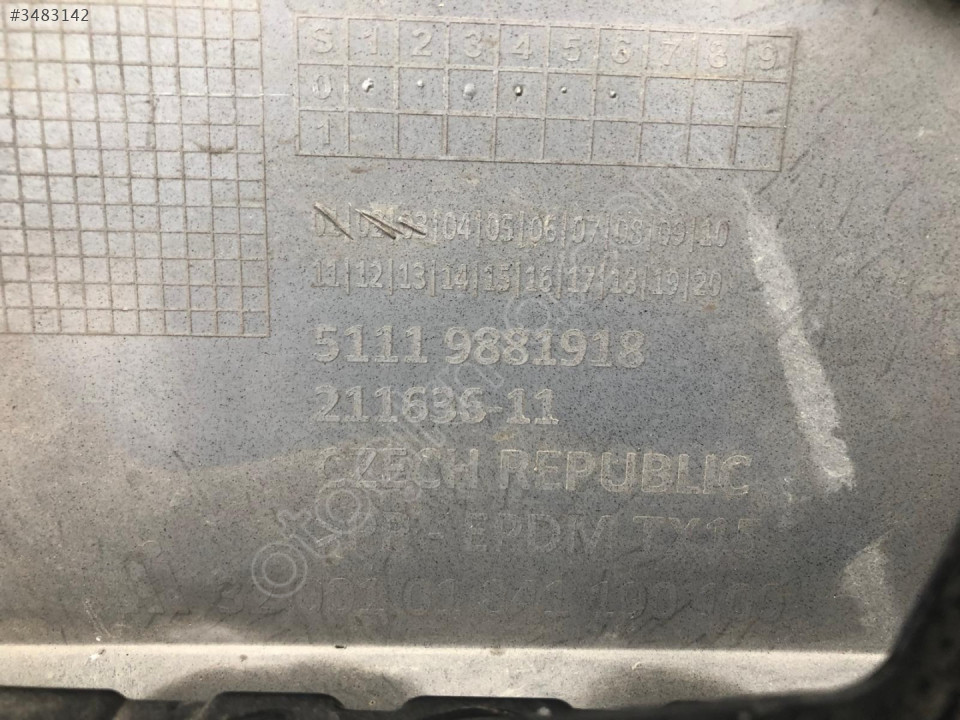 #3483142
S 1 2 3 4 5 6 7 8 9
0
1
01|02|03|04|05|06|07|08|09|10
11|12|13|14|15|16|17|18|19|20
5111 9881918
211636-11
CZECH REPUBLIC
EPDM TX15